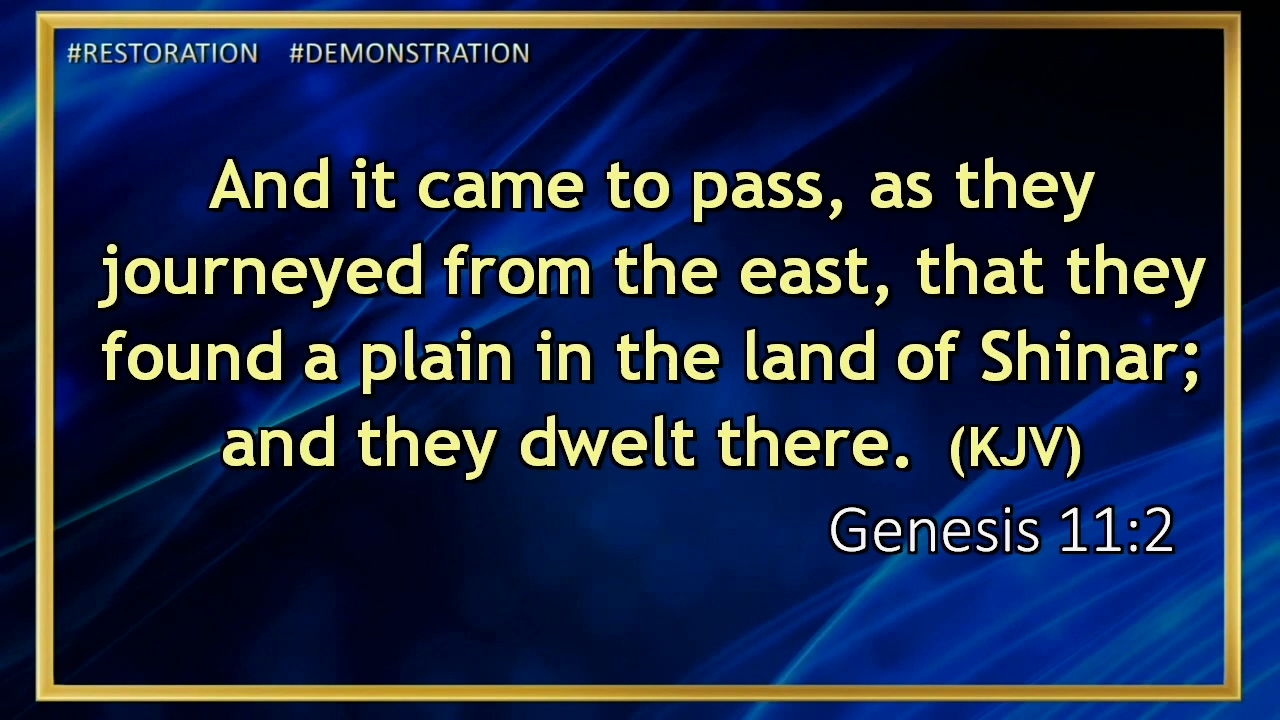 #RESTORATION #DEMONSTRATION
And it came to pass, as they
journeyed from the east, that they
found a plain in the land of Shinar;
and they dwelt there. (KJV)
Genesis 11:2